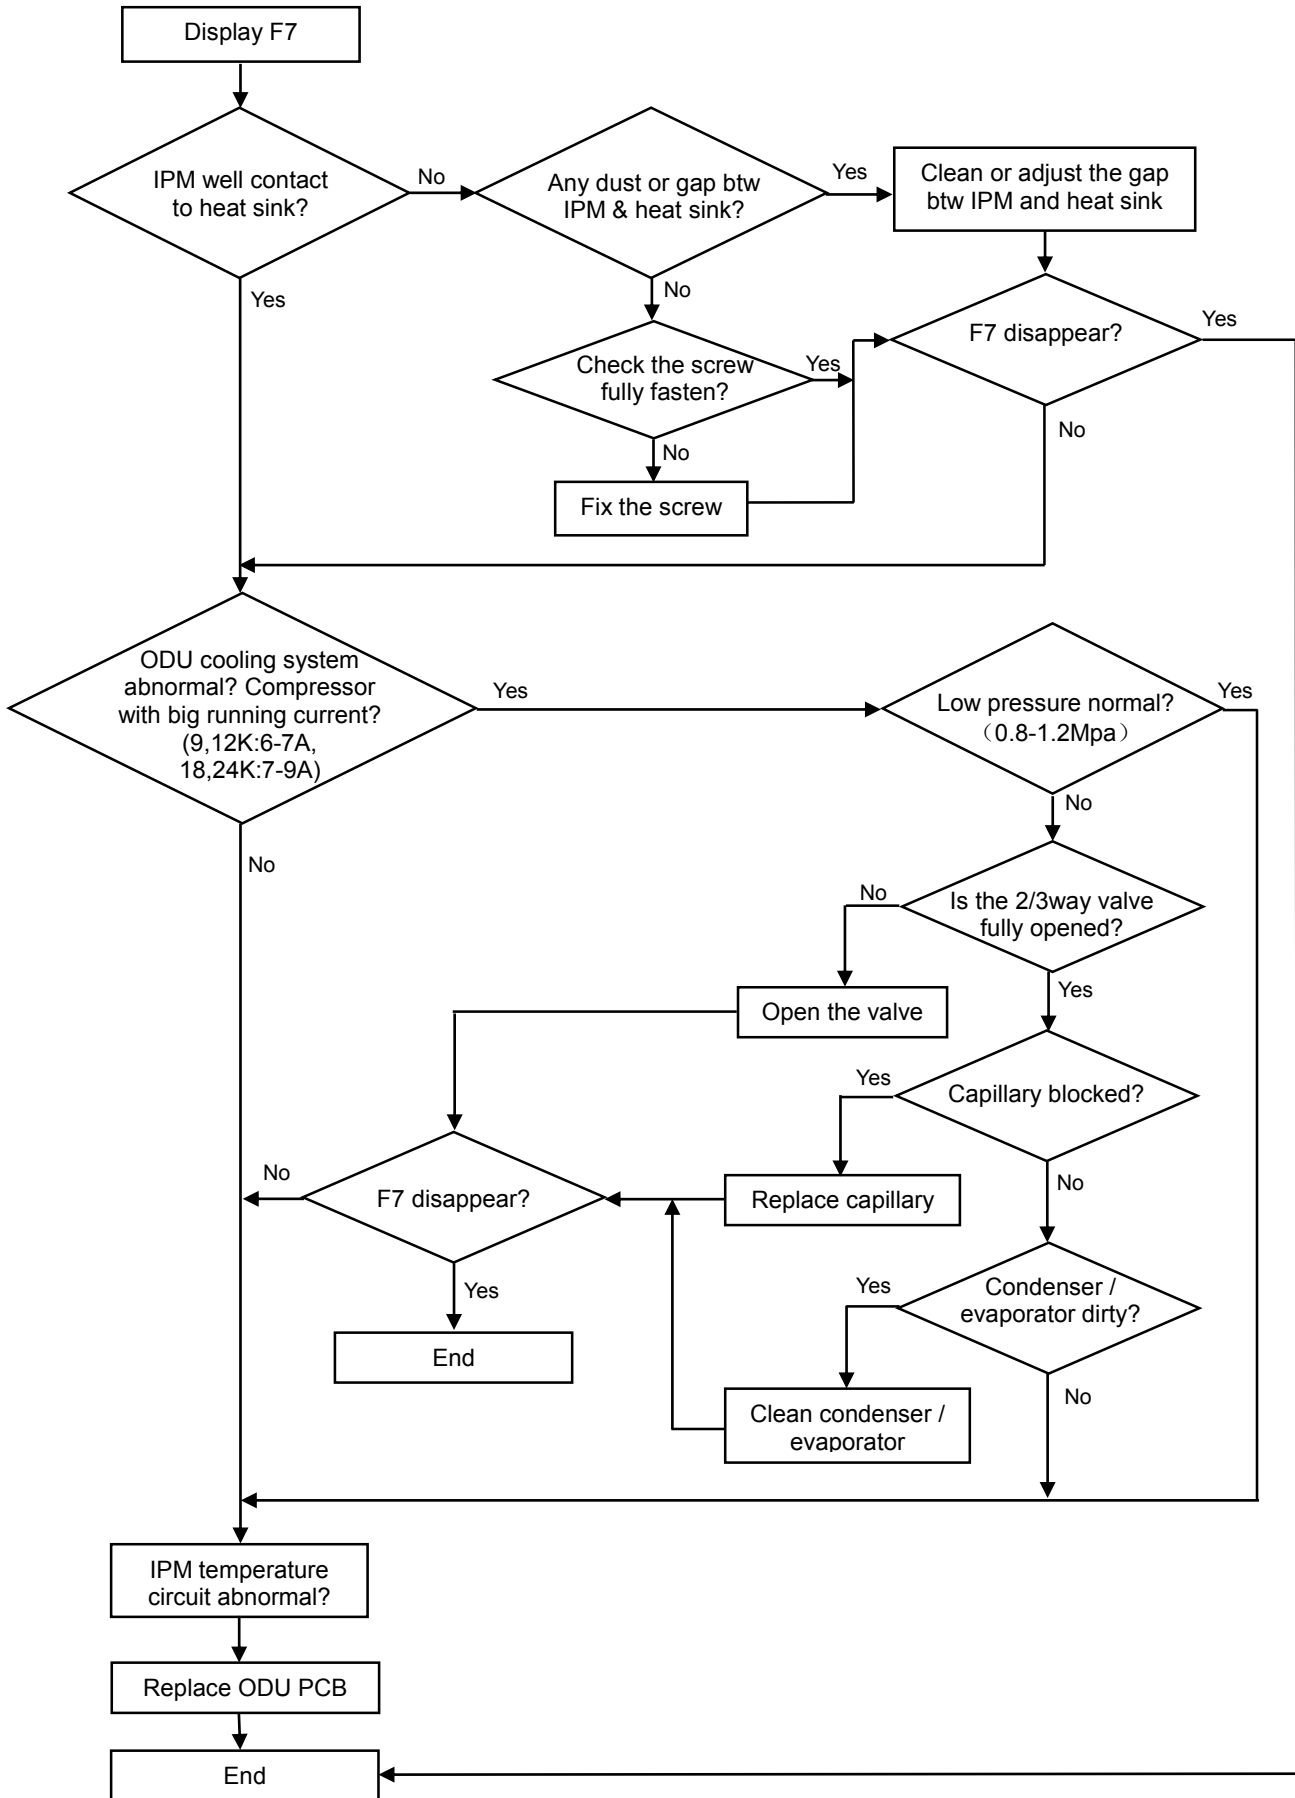 Display F7
IPM well contact
to heat sink?
No
Any dust or gap btw
IPM & heat sink?
Yes
Clean or adjust the gap
btw IPM and heat sink
Yes
No
Check the screw
fully fasten?
Yes
F7 disappear?
Yes
No
No
Fix the screw
ODU cooling system
abnormal? Compressor
with big running current?
(9,12K:6-7A,
18,24K:7-9A)
Yes
Low pressure normal?
（0.8-1.2Mpa）
Yes
No
No
Is the 2/3way valve
fully opened?
No
Open the valve
Yes
Capillary blocked?
Yes
Replace capillary
No
F7 disappear?
No
Yes
End
Condenser /
evaporator dirty?
Yes
Clean condenser /
evaporator
No
IPM temperature
circuit abnormal?
Replace ODU PCB
End